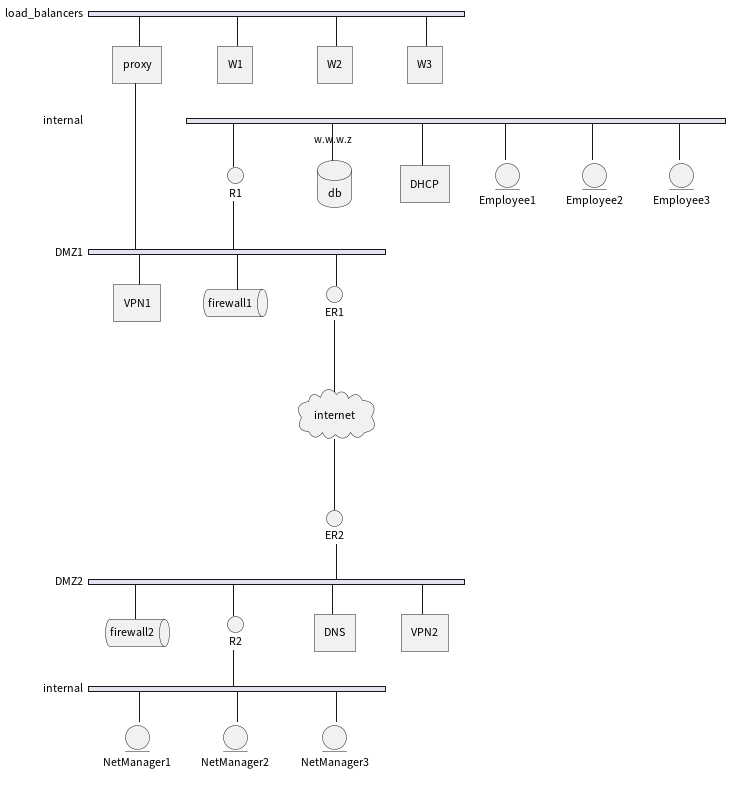 load_balancers
proxy
W1
W2
W3
internal
w.w.w.z
R1
db
DHCP
Employee1
Employee2
Employee3
DMZ1
VPN1
firewall1
ER1
internet
ER2
DMZ2
firewall2
R2
DNS
VPN2
internal
NetManager1
NetManager2
NetManager3